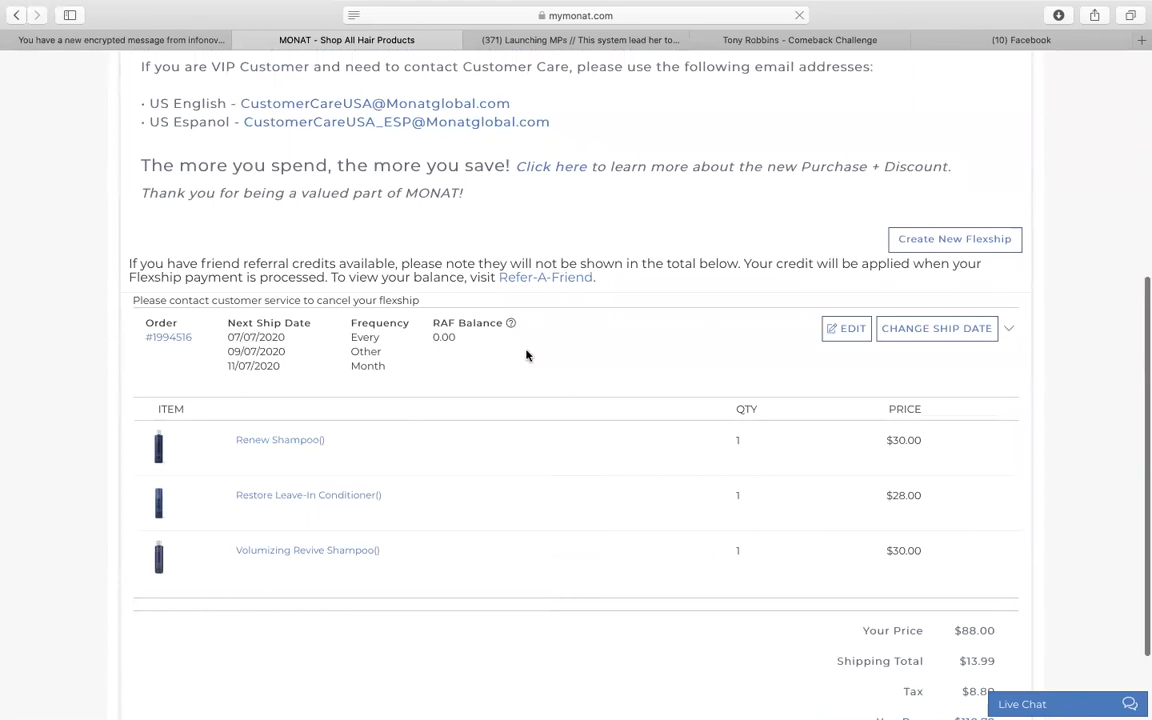 mymonat.com
You have a new encrypted message from infonov...
MONAT - Shop All Hair Products
(371) Launching MPs // This system lead her to...
Tony Robbins - Comeback Challenge
(10) Facebook
If you are VIP Customer and need to contact Customer Care, please use the following email addresses:
• US English - CustomerCareUSA@Monatglobal.com
• US Espanol - CustomerCareUSA_ESP@Monatglobal.com
The more you spend, the more you save! Click here to learn more about the new Purchase + Discount.
Thank you for being a valued part of MONAT!
Create New Flexship
If you have friend referral credits available, please note they will not be shown in the total below. Your credit will be applied when your
Flexship payment is processed. To view your balance, visit Refer-A-Friend.
Please contact customer service to cancel your flexship
Order Next Ship Date Frequency RAF Balance
#1994516 07/07/2020 Every 0.00
09/07/2020 Other
11/07/2020 Month
EDIT CHANGE SHIP DATE
ITEM QTY PRICE
Renew Shampoo() 1 $30.00
Restore Leave-In Conditioner() 1 $28.00
Volumizing Revive Shampoo() 1 $30.00
Your Price $88.00
Shipping Total $13.99
Tax $8.80
Live Chat